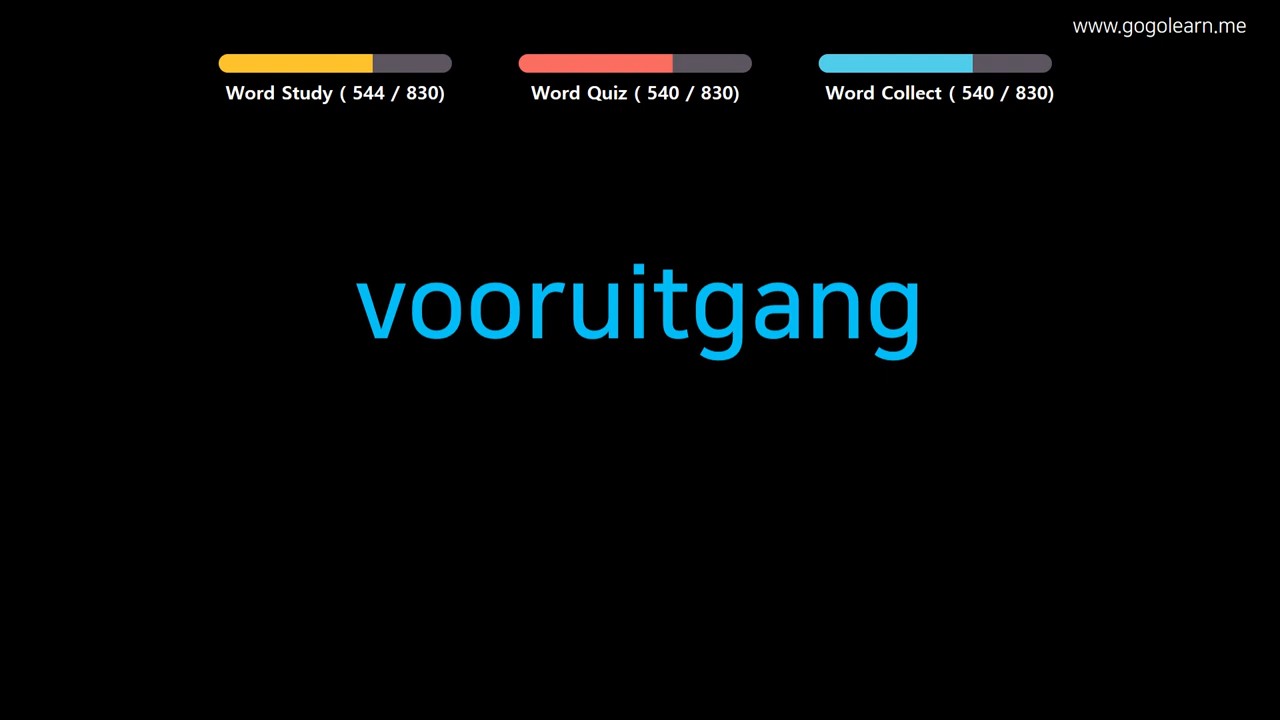 www.gogolearn.me
Word Study ( 544 / 830)
Word Quiz ( 540 / 830)
Word Collect ( 540 / 830)
vooruitgang